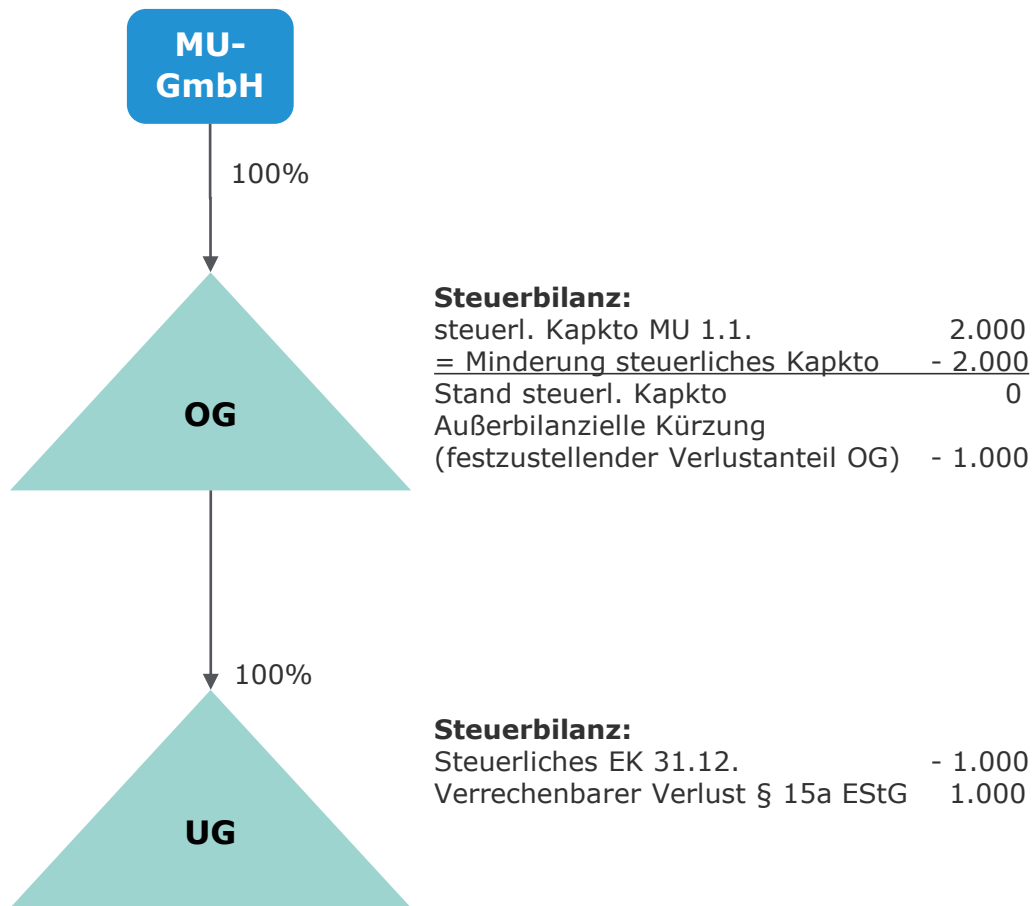 MU-
GmbH
100%
Steuerbilanz:
steuerl. Kapkto MU 1.1. 2.000
= Minderung steuerliches Kapkto - 2.000
Stand steuerl. Kapkto 0
Außerbilanzielle Kürzung
(festzustellender Verlustanteil OG) - 1.000
OG
100%
Steuerbilanz:
Steuerliches EK 31.12. - 1.000
Verrechenbarer Verlust § 15a EStG 1.000
UG